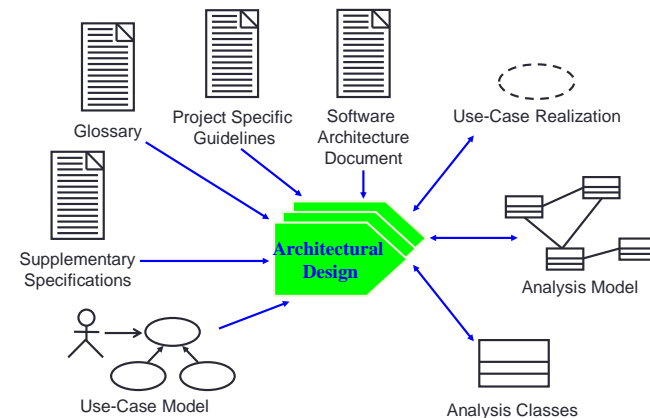 Glossary
Project Specific
Guidelines
Software
Architecture
Document
Use-Case Realization
Supplementary
Specifications
Architectural
Design
Analysis Model
Use-Case Model
Analysis Classes